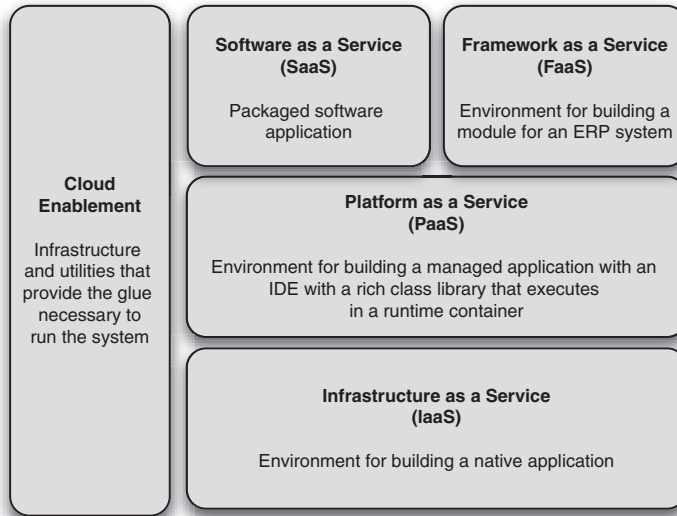 Software as a Service
(SaaS)
Packaged software
application
Framework as a Service
(FaaS)
Environment for building a
module for an ERP system
Cloud
Enablement
Infrastructure
and utilities that
provide the glue
necessary to
run the system
Platform as a Service
(PaaS)
Environment for building a managed application with an
IDE with a rich class library that executes
in a runtime container
Infrastructure as a Service
(IaaS)
Environment for building a native application